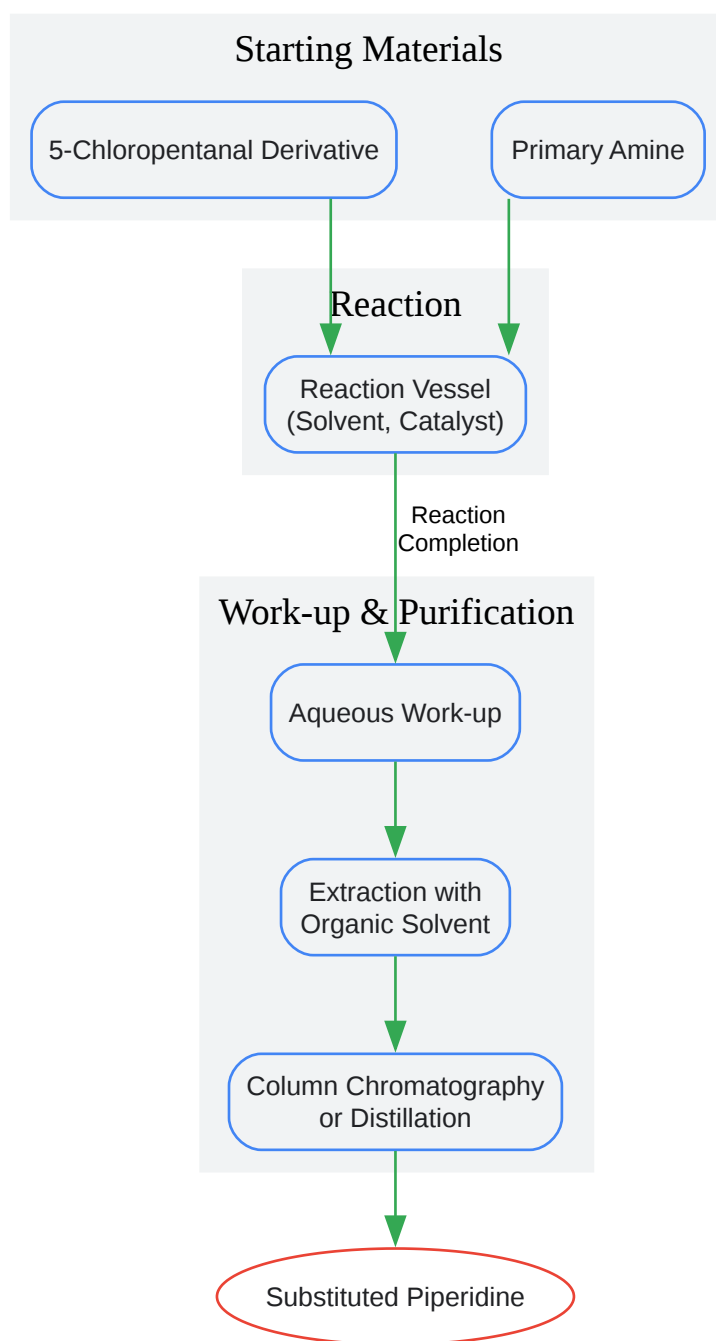 Starting Materials
5-Chloropentanal Derivative
Primary Amine
Reaction
Reaction Vessel
(Solvent, Catalyst)
Reaction
Completion
Work-up & Purification
Aqueous Work-up
Extraction with
Organic Solvent
Column Chromatography
or Distillation
Substituted Piperidine